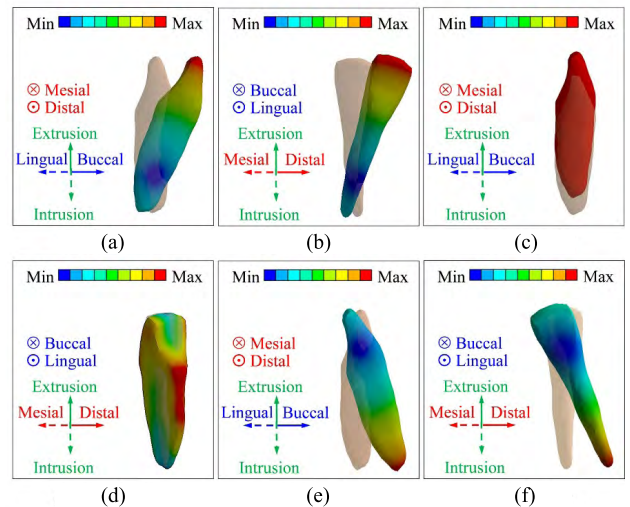 Min Max
⊗ Mesial
⊙ Distal
Extrusion
Lingual Buccal
Intrusion
(a)
Min Max
⊗ Buccal
⊙ Lingual
Extrusion
Mesial Distal
Intrusion
(b)
Min Max
⊗ Mesial
⊙ Distal
Extrusion
Lingual Buccal
Intrusion
(c)
Min Max
⊗ Buccal
⊙ Lingual
Extrusion
Mesial Distal
Intrusion
(d)
Min Max
⊗ Mesial
⊙ Distal
Extrusion
Lingual Buccal
Intrusion
(e)
Min Max
⊗ Buccal
⊙ Lingual
Extrusion
Mesial Distal
Intrusion
(f)